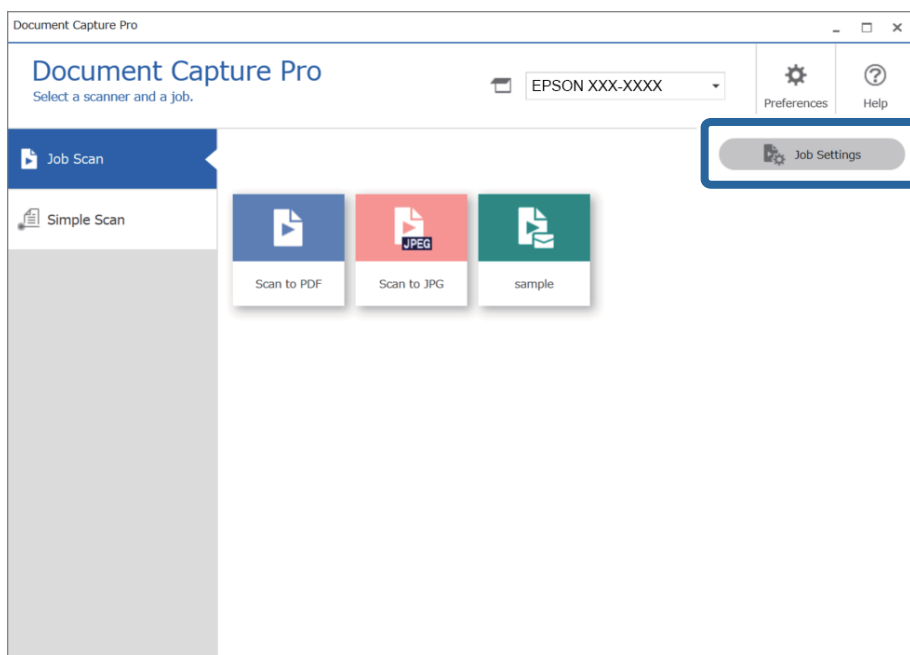 Document Capture Pro
Document Capture Pro
Select a scanner and a job.
EPSON XXX-XXXX
Preferences
Help
Job Scan
Job Settings
Simple Scan
JPEG
Scan to PDF
Scan to JPG
sample